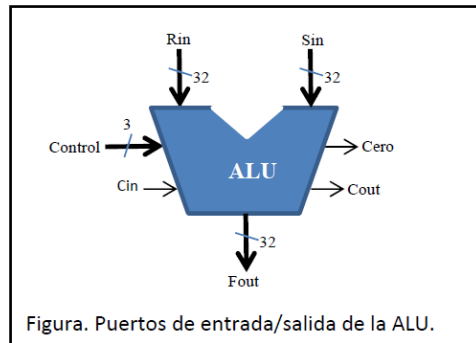 Rin Sin
32 32
3
Control
Cero
ALU
Cin
Cout
32
Fout
Figura. Puertos de entrada/salida de la ALU.